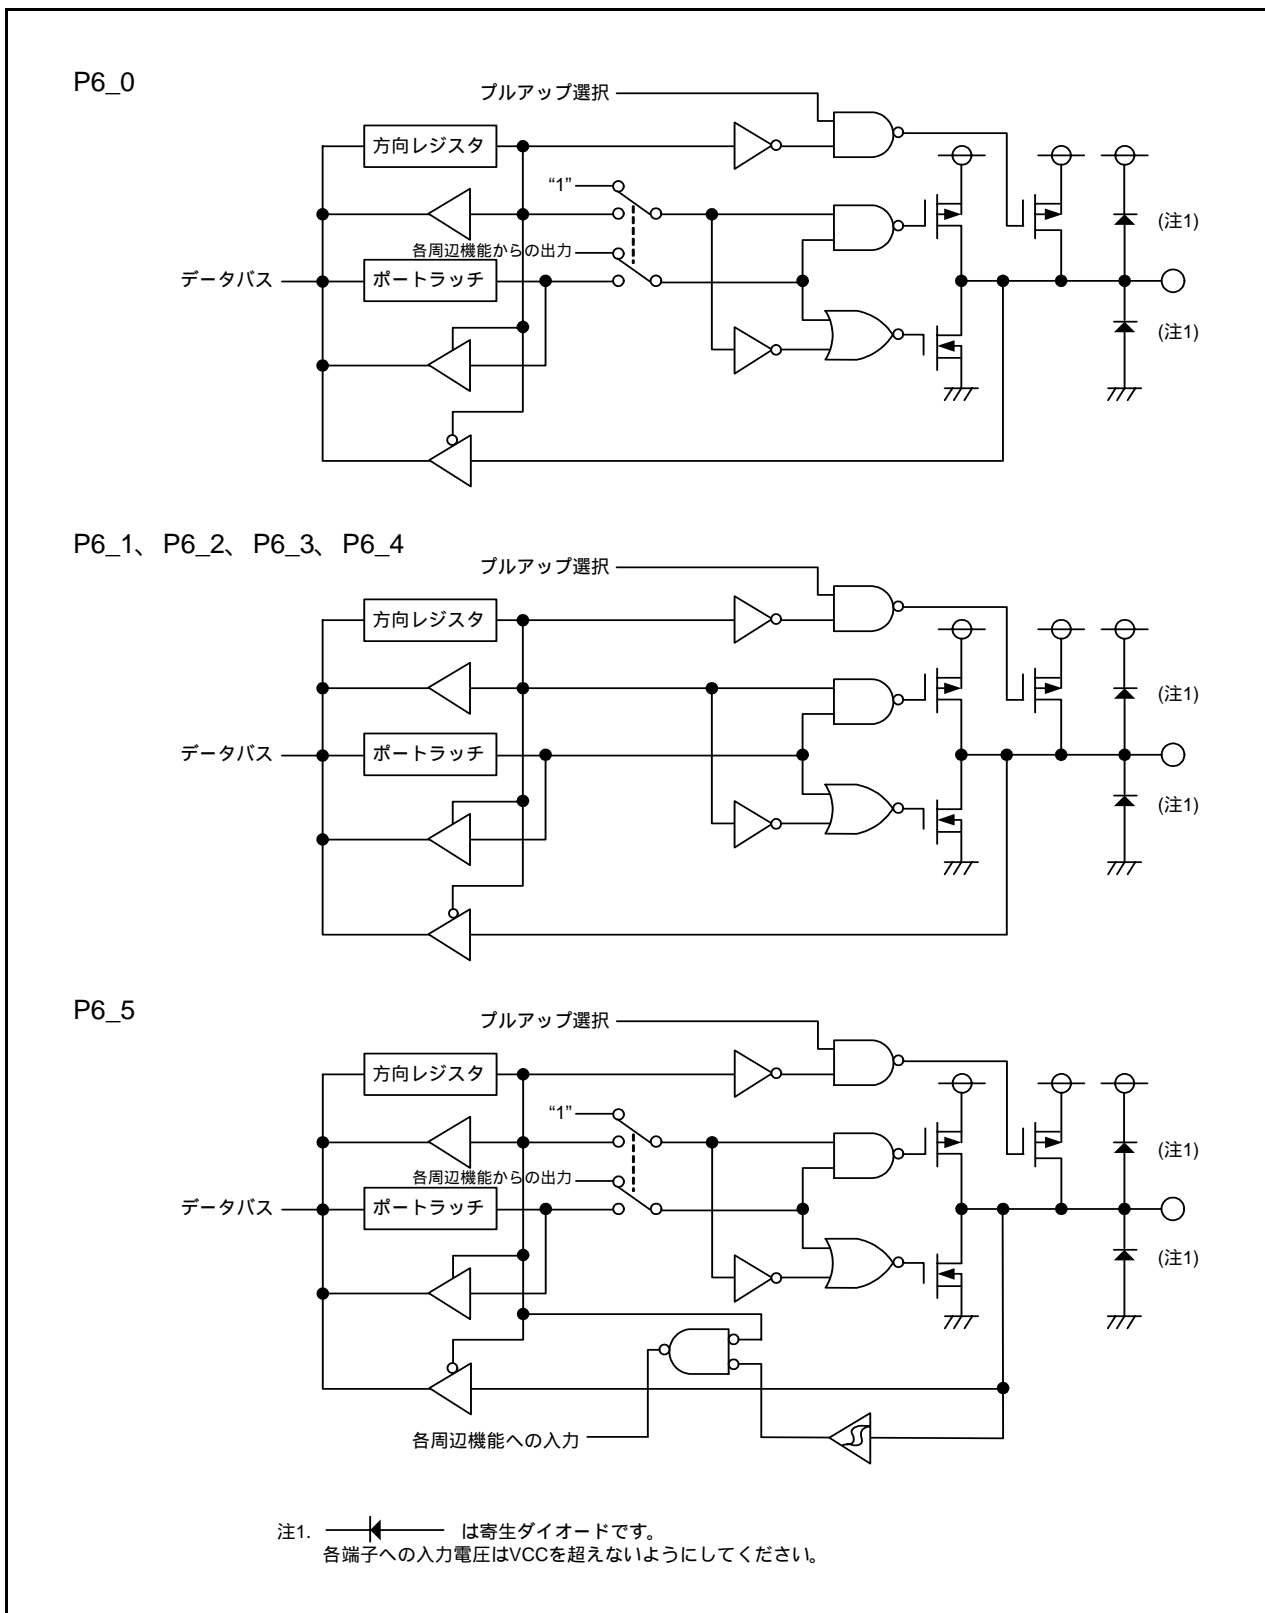 P6_0
プルアップ選択
方向レジスタ
“1”
(注1)
各周辺機能からの出力
データバス
ポートラッチ
(注1)
P6_1、 P6_2、 P6_3、 P6_4
プルアップ選択
方向レジスタ
(注1)
データバス
ポートラッチ
(注1)
P6_5
プルアップ選択
方向レジスタ
“1”
(注1)
各周辺機能からの出力
データバス
ポートラッチ
(注1)
各周辺機能への入力
注1. は寄生ダイオードです。
各端子への入力電圧はVCCを超えないようにしてください。